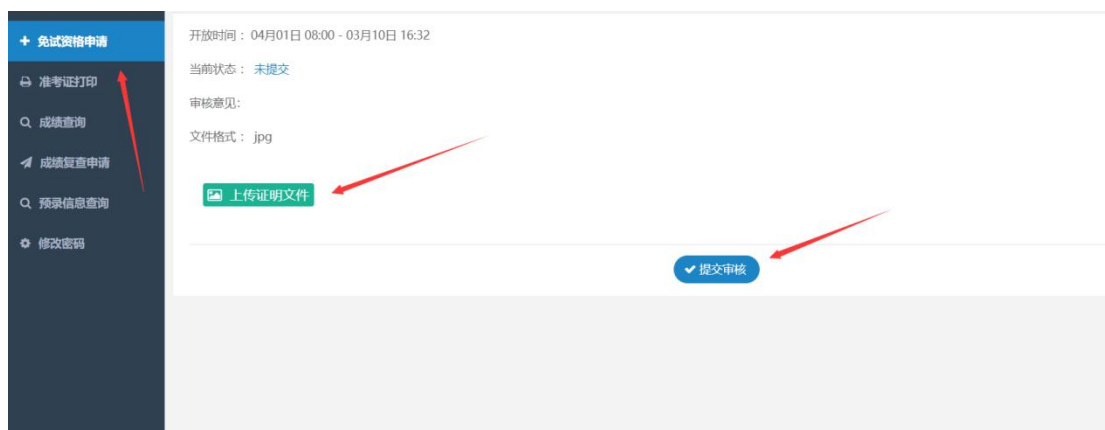 免试资格申请
准考证打印
成绩查询
成绩复查申请
预录信息查询
修改密码
开放时间： 04月01日 08:00 - 03月10日 16:32
当前状态： 未提交
审核意见:
文件格式： jpg
上传证明文件
提交审核